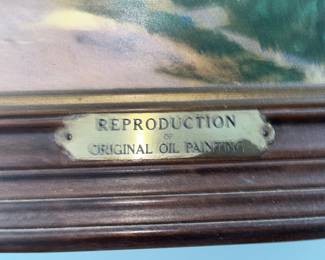 REPRODUCTION
OF
ORIGINAL OIL PAINTING